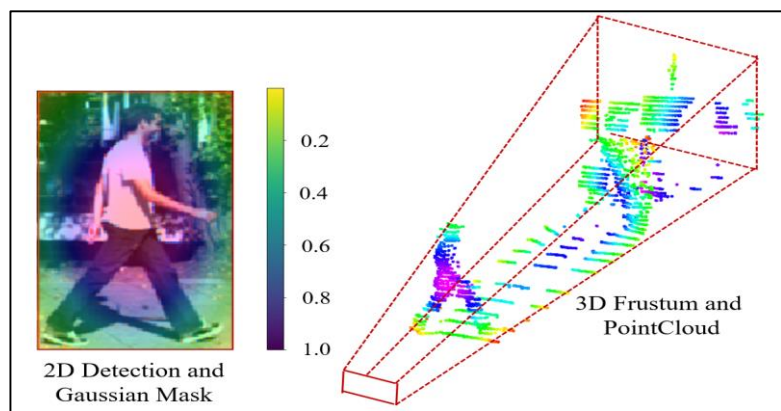 0.2
0.4
0.6
0.8
1.0
2D Detection and
Gaussian Mask
3D Frustum and
PointCloud